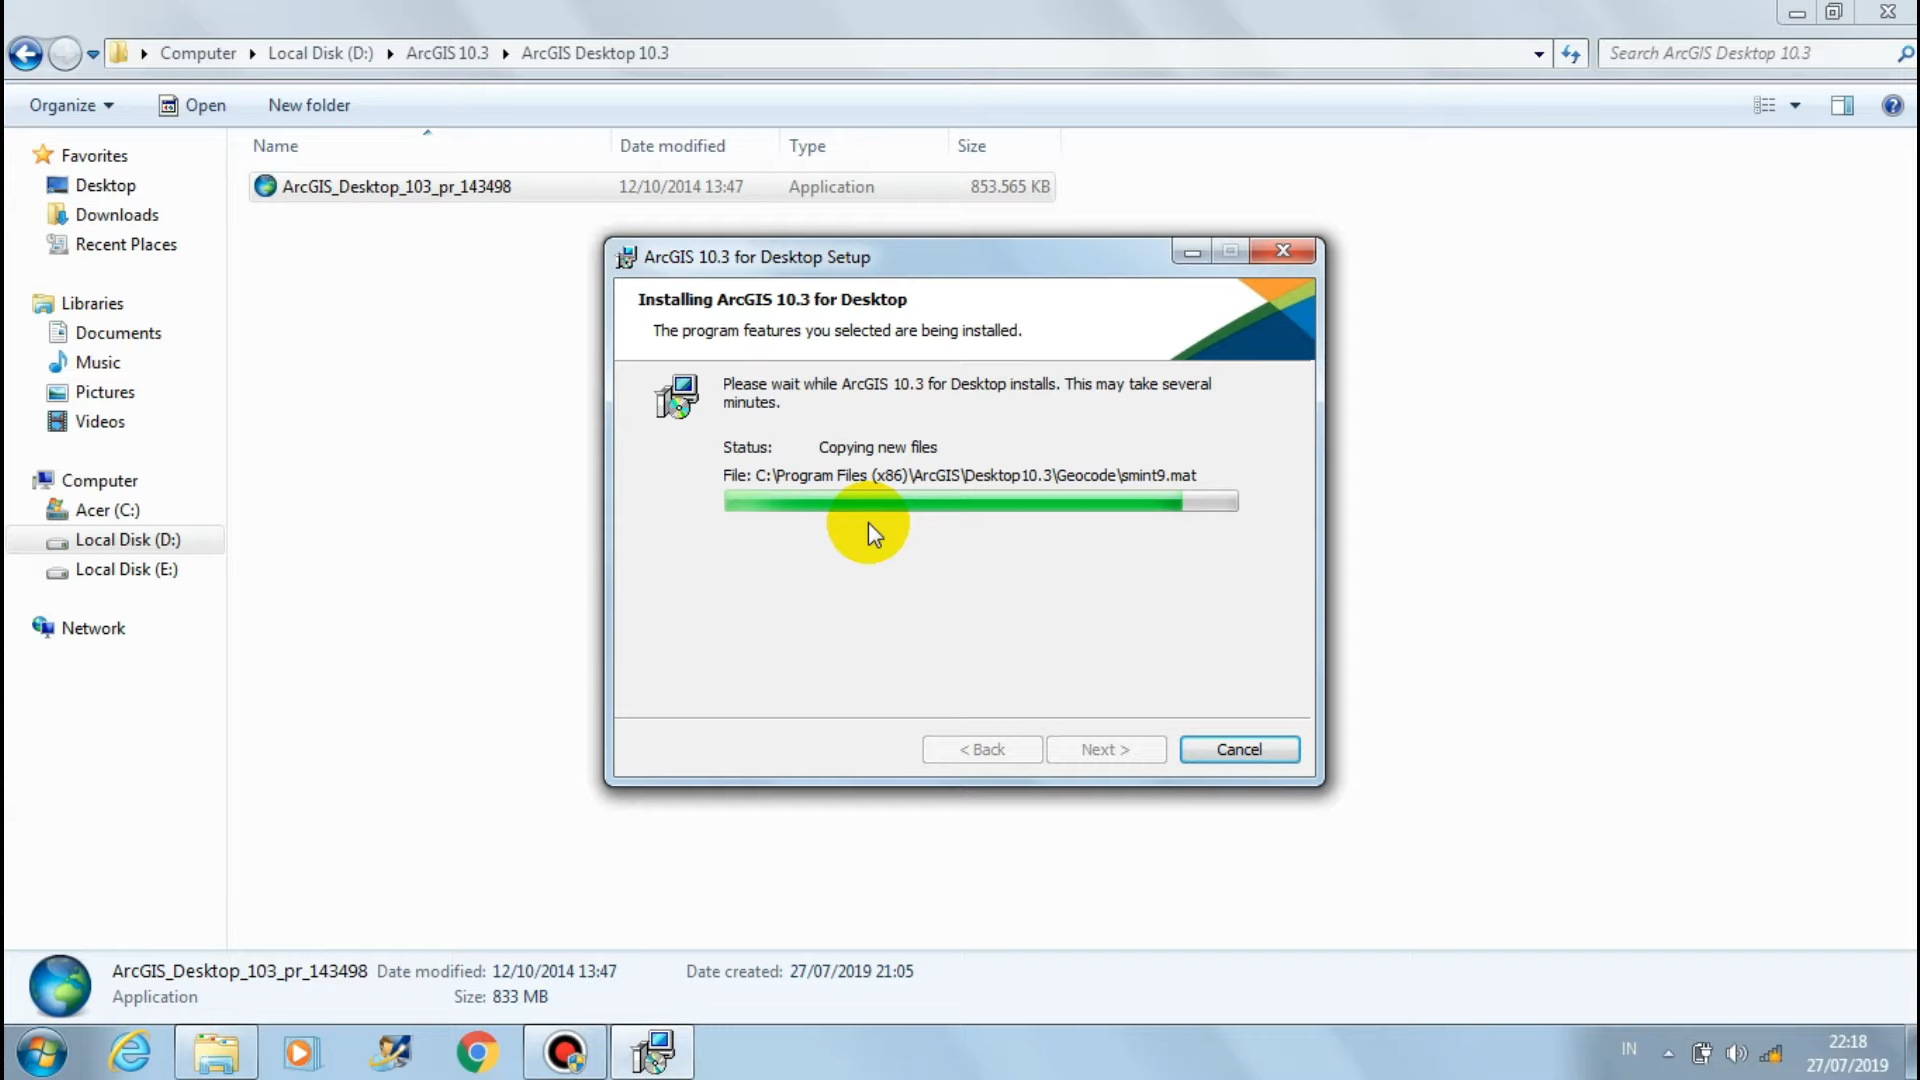 Computer Local Disk (D:) ArcGIS 10.3 ArcGIS Desktop 10.3
Search ArcGIS Desktop 10.3
Organize Open New folder
Name Date modified Type Size
ArcGIS_Desktop_103_pr_143498 12/10/2014 13:47 Application 853.565 KB
Favorites
Desktop
Downloads
Recent Places
Libraries
Documents
Music
Pictures
Videos
Computer
Acer (C:)
Local Disk (D:)
Local Disk (E:)
Network
ArcGIS 10.3 for Desktop Setup
Installing ArcGIS 10.3 for Desktop
The program features you selected are being installed.
Please wait while ArcGIS 10.3 for Desktop installs. This may take several
minutes.
Status: Copying new files
File: C:\Program Files (x86)\ArcGIS\Desktop10.3\Geocode\smint9.mat
< Back Next > Cancel
ArcGIS_Desktop_103_pr_143498 Date modified: 12/10/2014 13:47 Date created: 27/07/2019 21:05
Application Size: 833 MB
IN 22:18
27/07/2019